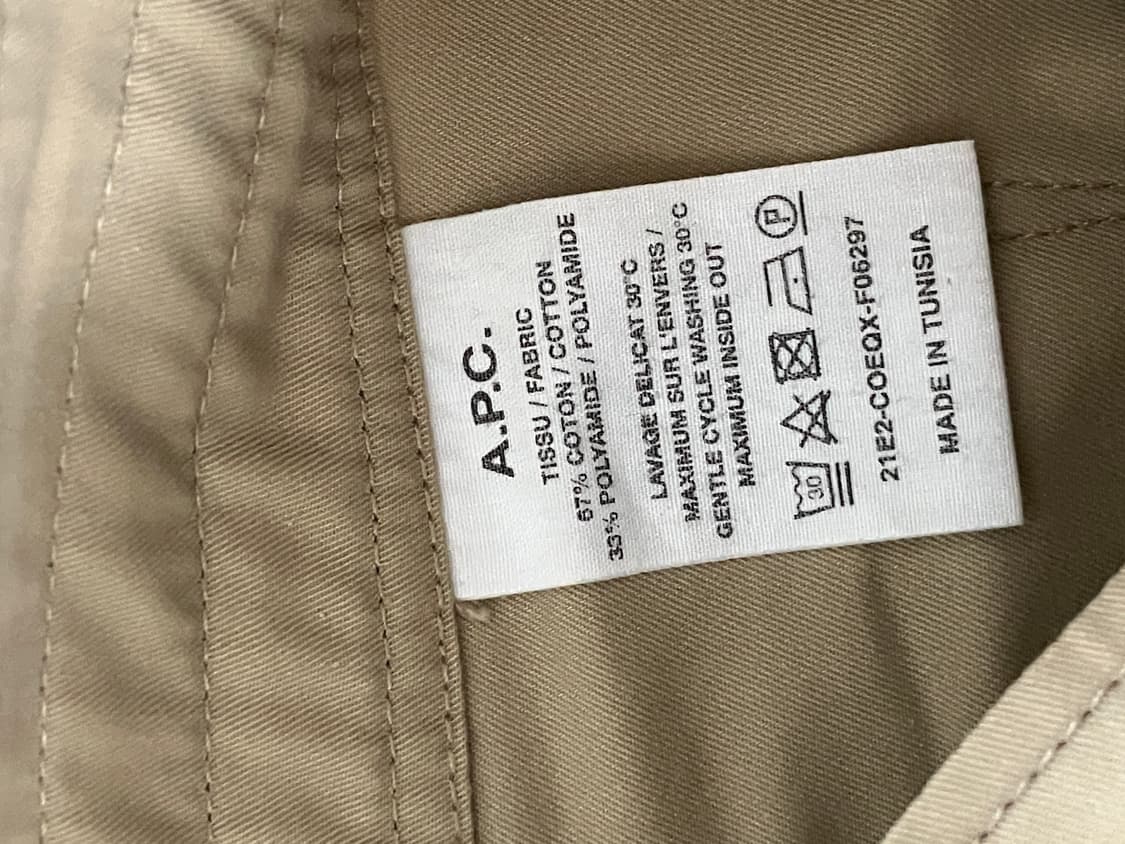 A.P.C.
TISSU / FABRIC
67% COTON / COTTON
33% POLYAMIDE / POLYAMIDE
LAVAGE DELICAT 30°C
MAXIMUM SUR L'ENVERS /
GENTLE CYCLE WASHING 30°C
MAXIMUM INSIDE OUT
30 P
21E2-COEQX-F06297
MADE IN TUNISIA